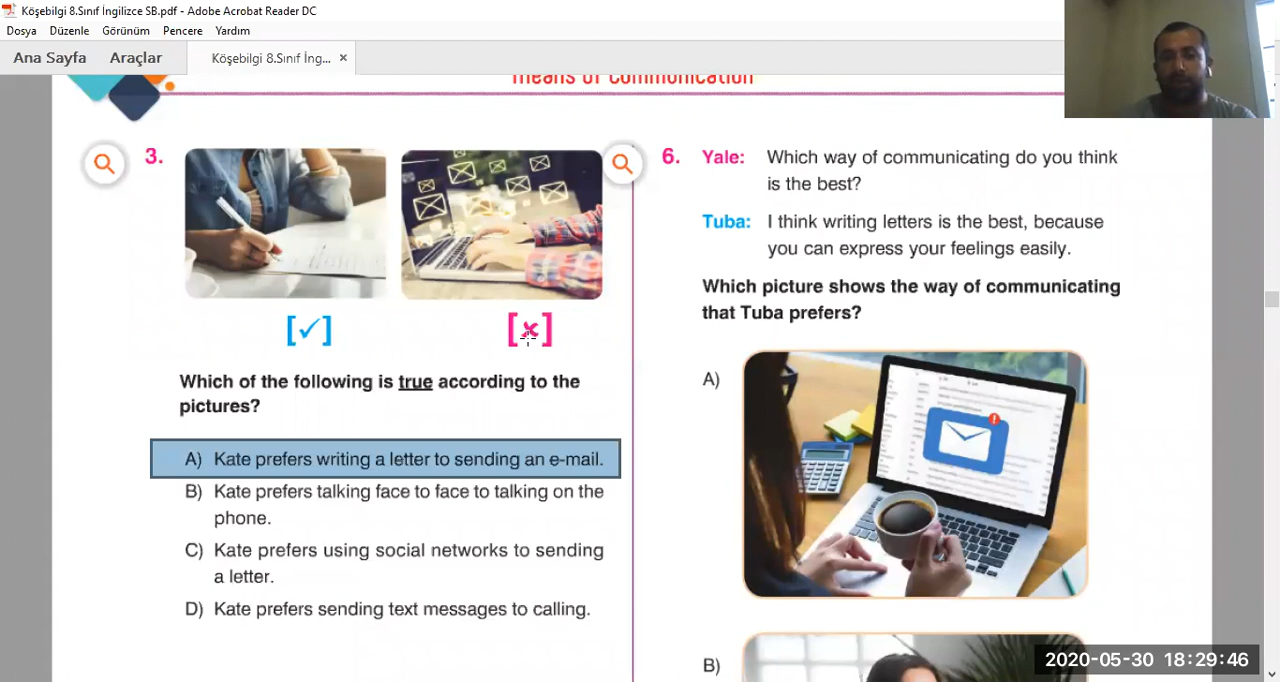 Köşebilgi 8.Sınıf İngilizce SB.pdf - Adobe Acrobat Reader DC
Dosya Düzenle Görünüm Pencere Yardım
Ana Sayfa Araçlar Köşebilgi 8.Sınıf İng... ×
means of communication
3.
[✓] [×]
Which of the following is true according to the
pictures?
A) Kate prefers writing a letter to sending an e-mail.
B) Kate prefers talking face to face to talking on the
phone.
C) Kate prefers using social networks to sending
a letter.
D) Kate prefers sending text messages to calling.
6. Yale: Which way of communicating do you think
is the best?
Tuba: I think writing letters is the best, because
you can express your feelings easily.
Which picture shows the way of communicating
that Tuba prefers?
A)
B)
2020-05-30 18:29:46